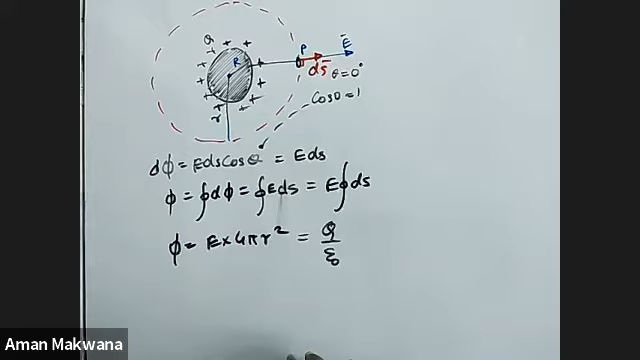 Q + + + + + + + + + + + +
R P E
ds θ=0°
r cosθ=1
dϕ = EdsCosθ = Eds
ϕ = ∮dϕ = ∮Eds = E∮ds
ϕ = E×4πr² = Q/ε₀
Aman Makwana